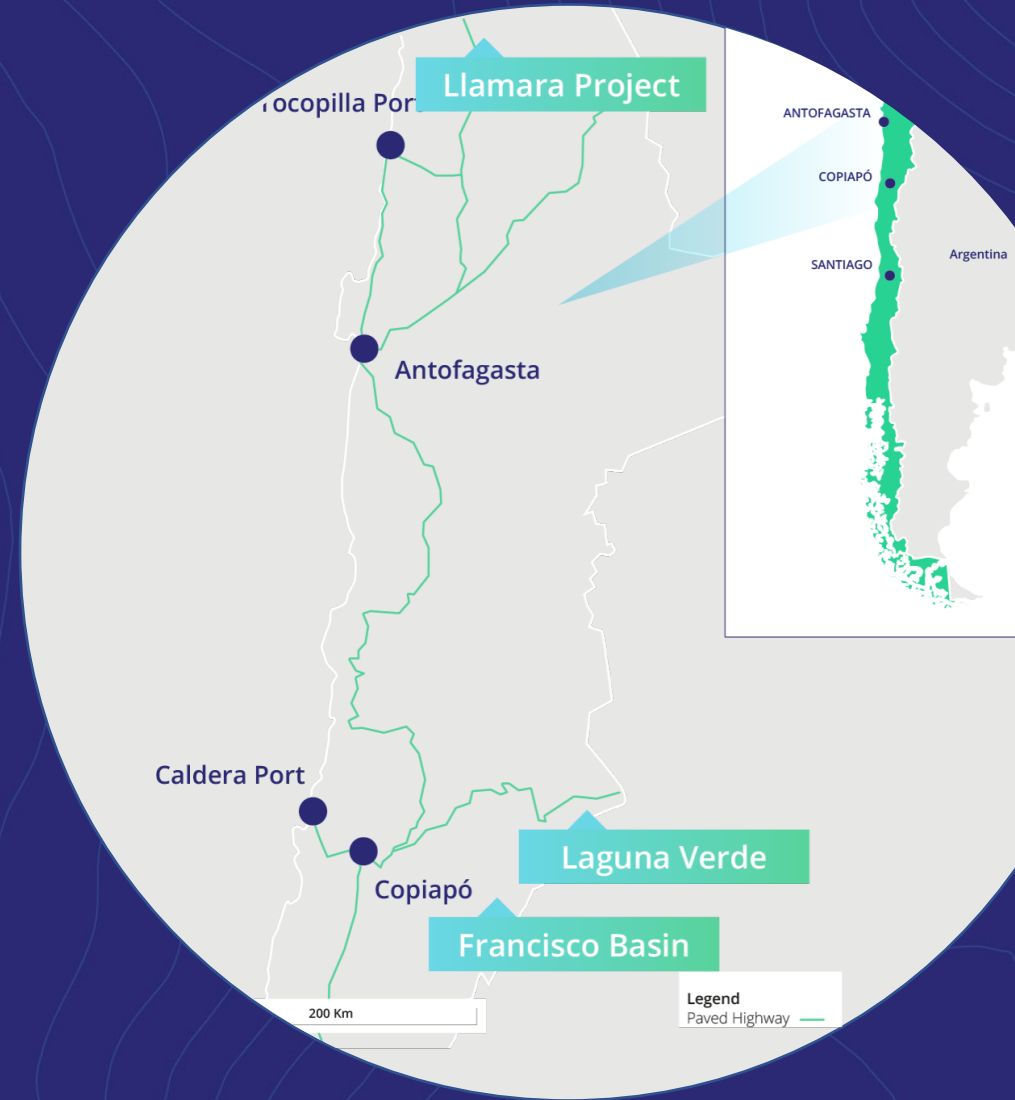 Llamara Project
Tocopilla Port
ANTOFAGASTA
COPIAPÓ
SANTIAGO
Argentina
Antofagasta
Caldera Port
Laguna Verde
Copiapó
Francisco Basin
Legend
Paved Highway
200 Km